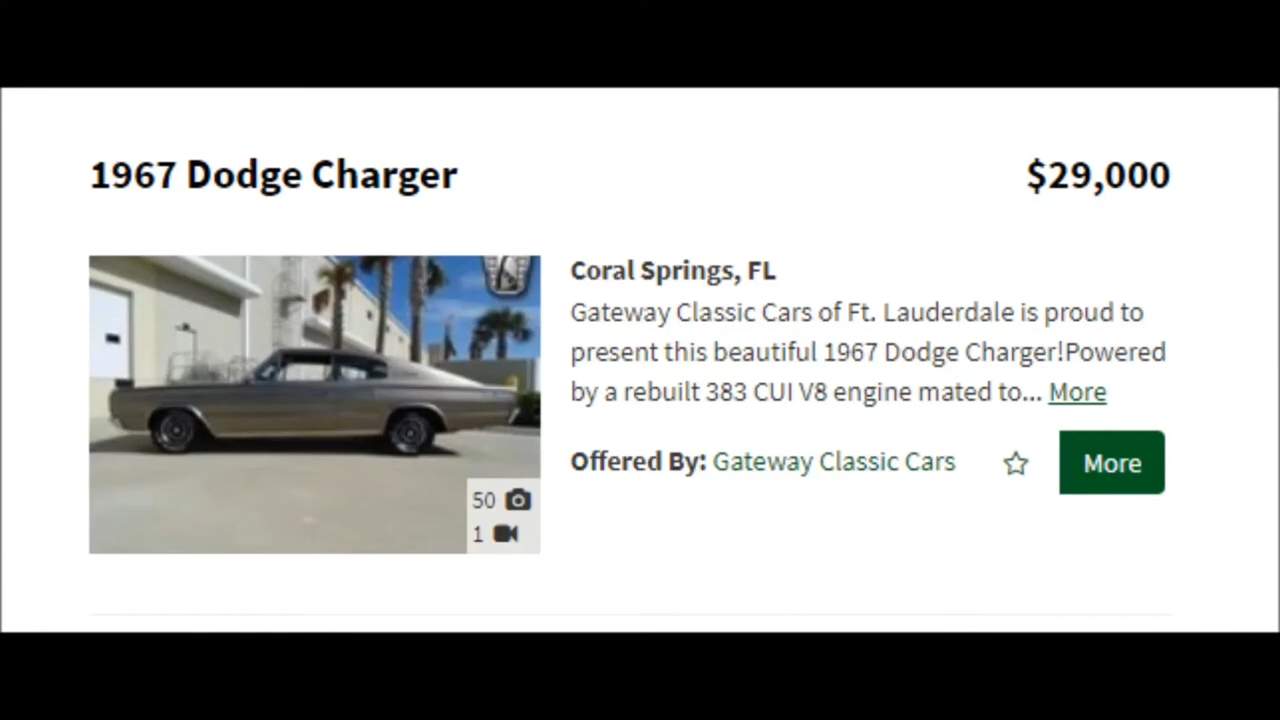 1967 Dodge Charger
$29,000
Coral Springs, FL
Gateway Classic Cars of Ft. Lauderdale is proud to
present this beautiful 1967 Dodge Charger!Powered
by a rebuilt 383 CUI V8 engine mated to... More
Offered By: Gateway Classic Cars
More
50
1